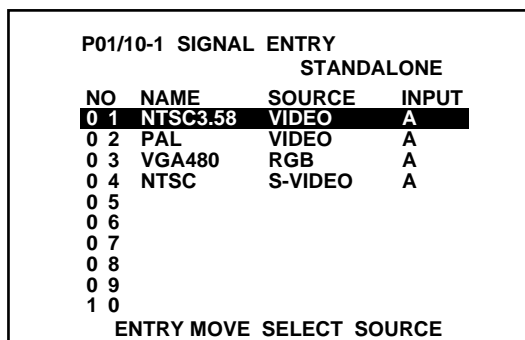 P01/10-1 SIGNAL ENTRY
STANDALONE
NO NAME SOURCE INPUT
0 1 NTSC3.58 VIDEO A
0 2 PAL VIDEO A
0 3 VGA480 RGB A
0 4 NTSC S-VIDEO A
0 5
0 6
0 7
0 8
0 9
1 0
ENTRY MOVE SELECT SOURCE